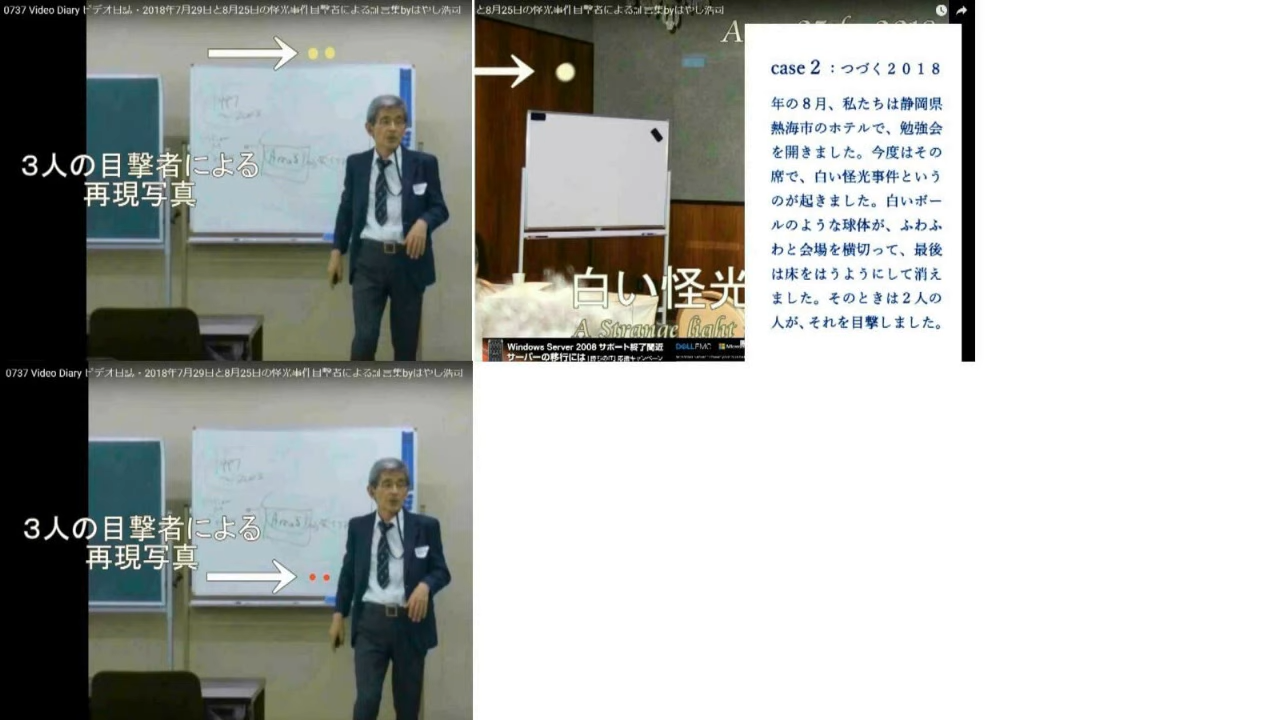 0737 Video Diary ビデオ日誌・2018年7月29日と8月25日の怪光事件目撃者による証言集byはやし浩司
3人の目撃者による
再現写真
と8月25日の怪光事件目撃者による証言集byはやし浩司
白い怪光
A Strange light
Windows Server 2008 サポート終了間近
サーバーの移行には
DELLEMC
case 2：つづく２０１８
年の８月、私たちは静岡県
熱海市のホテルで、勉強会
を開きました。今度はその
席で、白い怪光事件という
のが起きました。白いボー
ルのような球体が、ふわふ
わと会場を横切って、最後
は床をはうようにして消え
ました。そのときは２人の
人が、それを目撃しました。
0737 Video Diary ビデオ日誌・2018年7月29日と8月25日の怪光事件目撃者による証言集byはやし浩司
3人の目撃者による
再現写真